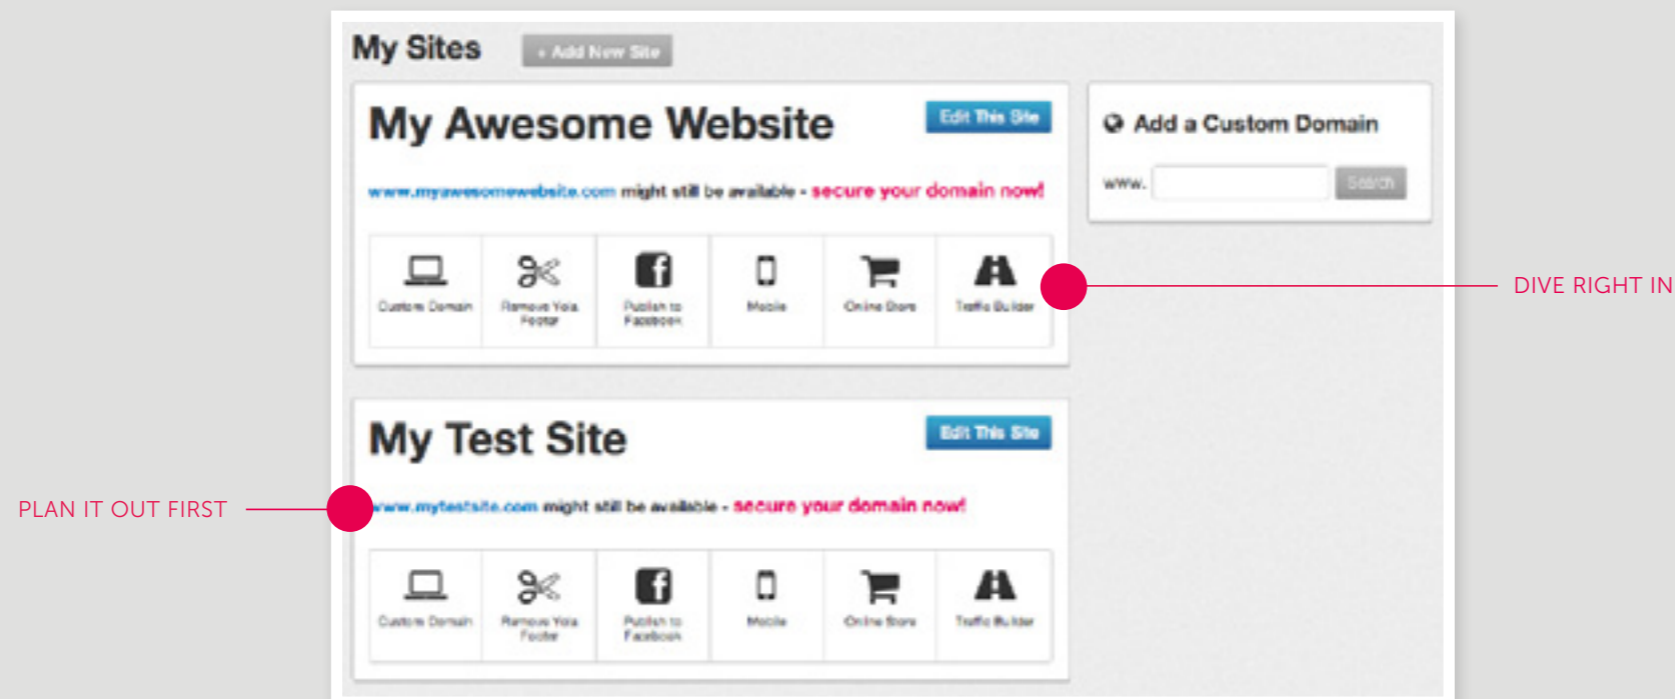 My Sites
+ Add New Site
My Awesome Website
Edit This Site
www.myawesomewebsite.com might still be available - secure your domain now!
Custom Domain
Remove Yola
Footer
Publish to
Facebook
Mobile
Online Store
Traffic Builder
Add a Custom Domain
www.
Search
DIVE RIGHT IN
My Test Site
Edit This Site
PLAN IT OUT FIRST
www.mytestsite.com might still be available - secure your domain now!
Custom Domain
Remove Yola
Footer
Publish to
Facebook
Mobile
Online Store
Traffic Builder